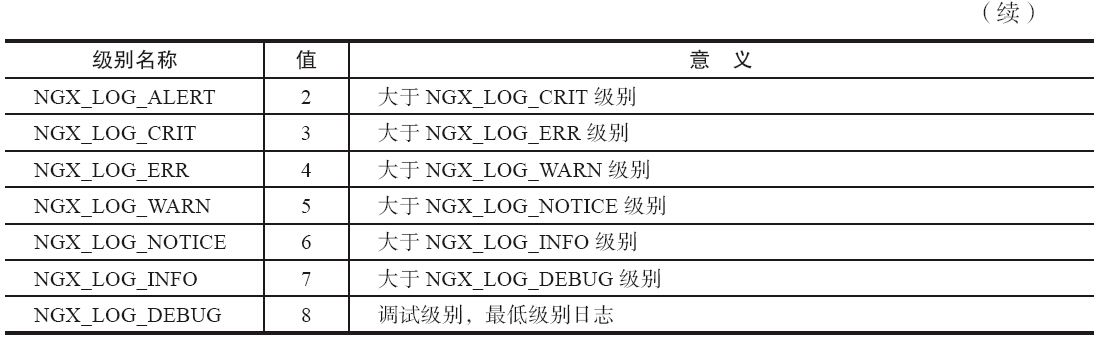 （续）
级别名称 值 意 义
NGX_LOG_ALERT 2 大于 NGX_LOG_CRIT 级别
NGX_LOG_CRIT 3 大于 NGX_LOG_ERR 级别
NGX_LOG_ERR 4 大于 NGX_LOG_WARN 级别
NGX_LOG_WARN 5 大于 NGX_LOG_NOTICE 级别
NGX_LOG_NOTICE 6 大于 NGX_LOG_INFO 级别
NGX_LOG_INFO 7 大于 NGX_LOG_DEBUG 级别
NGX_LOG_DEBUG 8 调试级别，最低级别日志